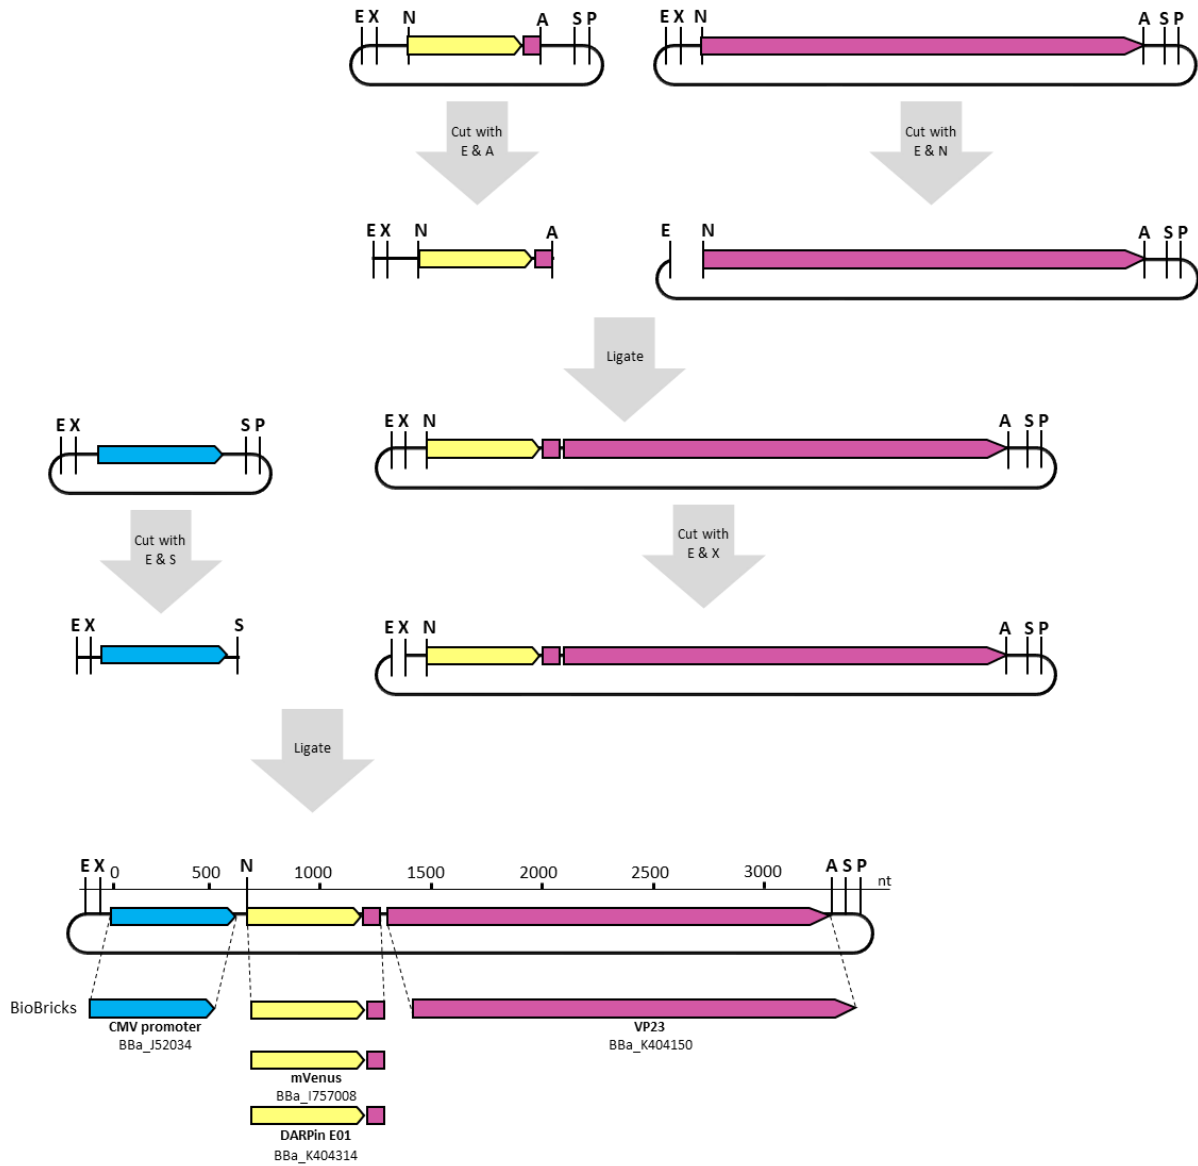 E X N A S P E X N A S P
Cut with
E & A
Cut with
E & N
E X N A E N A S P
Ligate
E X S P E X N A S P
Cut with
E & S
Cut with
E & X
E X S E X N A S P
Ligate
E X 0 500 N 1000 1500 2000 2500 3000 A S P
nt
BioBricks
CMV promoter
BBa_J52034
VP23
BBa_K404150
mVenus
BBa_I757008
DARPin E01
BBa_K404314